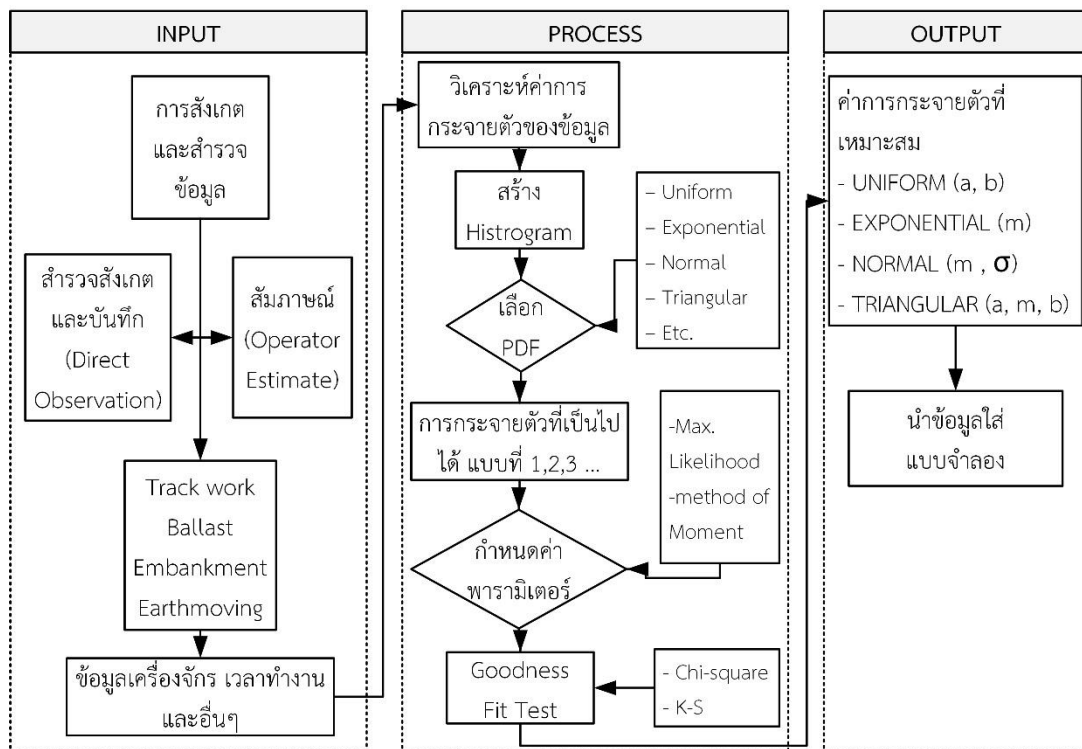 INPUT
การสังเกต
และสำรวจ
ข้อมูล
สำรวจสังเกต
และบันทึก
(Direct
Observation)
สัมภาษณ์
(Operator
Estimate)
Track work
Ballast
Embankment
Earthmoving
ข้อมูลเครื่องจักร เวลาทำงาน
และอื่นๆ
PROCESS
วิเคราะห์ค่าการ
กระจายตัวของข้อมูล
สร้าง
Histrogram
– Uniform
– Exponential
– Normal
– Triangular
– Etc.
เลือก
PDF
การกระจายตัวที่เป็นไป
ได้ แบบที่ 1,2,3 ...
-Max.
Likelihood
-method of
Moment
กำหนดค่า
พารามิเตอร์
Goodness
Fit Test
- Chi-square
- K-S
OUTPUT
ค่าการกระจายตัวที่
เหมาะสม
- UNIFORM (a, b)
- EXPONENTIAL (m)
- NORMAL (m , σ)
- TRIANGULAR (a, m, b)
นำข้อมูลใส่
แบบจำลอง